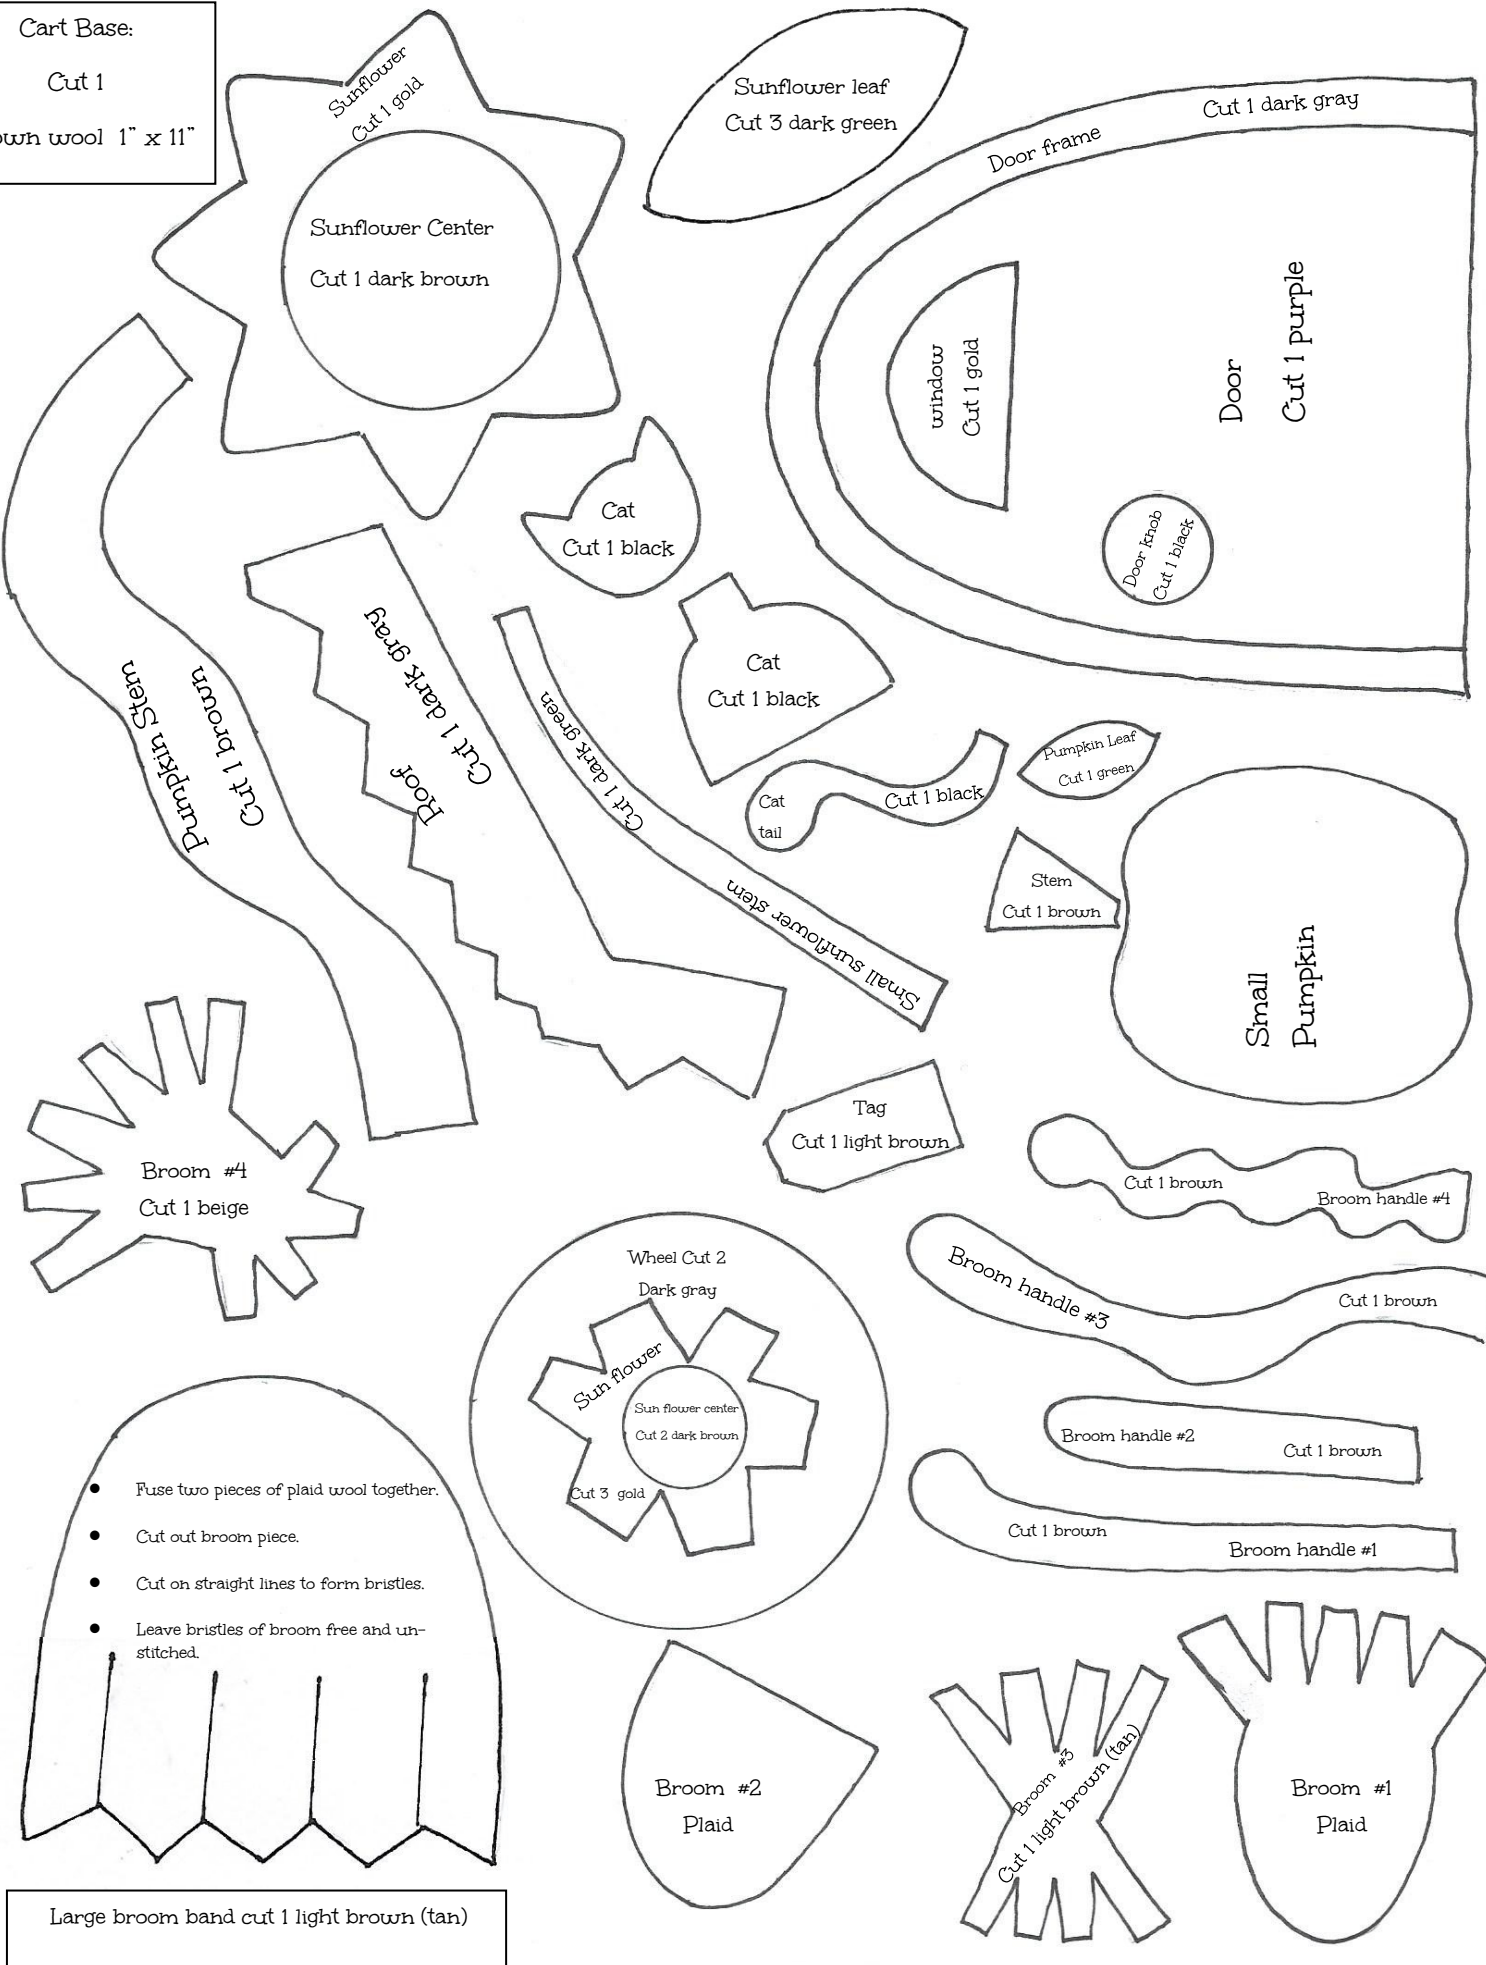 Cart Base:
Cut 1
own wool 1” x 11”
Sunflower
Cut 1 gold
Sunflower Center
Cut 1 dark brown
Sunflower leaf
Cut 3 dark green
Door frame
Cut 1 dark gray
window
Cut 1 gold
Door
Cut 1 purple
Door knob
Cut 1 black
Cat
Cut 1 black
Cat
Cut 1 black
Cat
tail
Cut 1 black
Pumpkin Leaf
Cut 1 green
Stem
Cut 1 brown
Small
Pumpkin
Pumpkin Stem
Cut 1 brown
Roof
Cut 1 dark gray
Cut 1 dark green
Small sunflower stem
Tag
Cut 1 light brown
Broom #4
Cut 1 beige
Cut 1 brown
Broom handle #4
Broom handle #3
Cut 1 brown
Broom handle #2
Cut 1 brown
Cut 1 brown
Broom handle #1
Wheel Cut 2
Dark gray
Sun flower
Sun flower center
Cut 2 dark brown
Cut 3 gold
• Fuse two pieces of plaid wool together.
• Cut out broom piece.
• Cut on straight lines to form bristles.
• Leave bristles of broom free and un-
stitched.
Broom #2
Plaid
Broom #3
Cut 1 light brown (tan)
Broom #1
Plaid
Large broom band cut 1 light brown (tan)